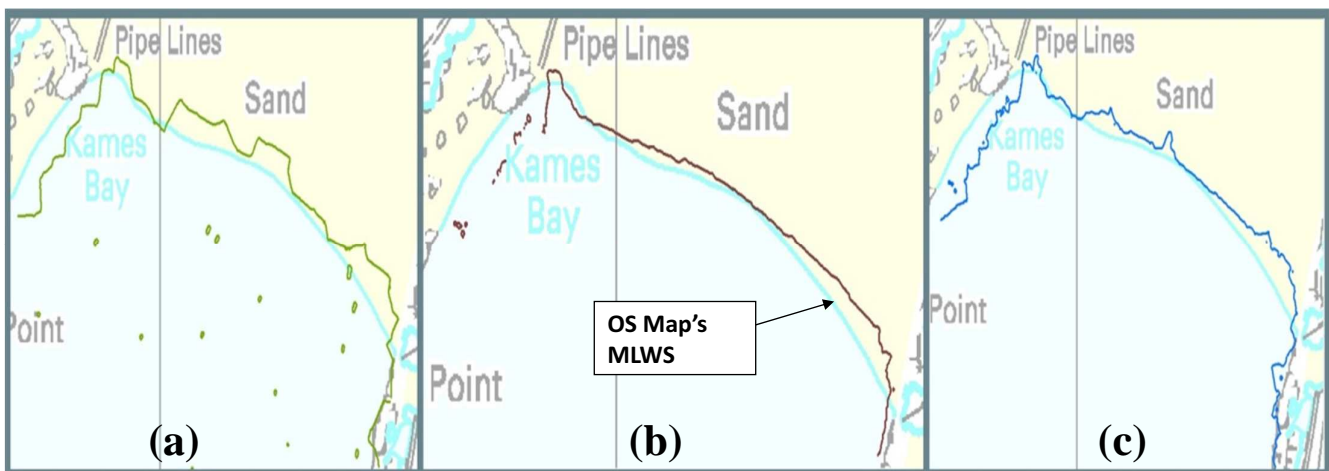 Pipe Lines
Sand
Kames
Bay
Point
(a)
Pipe Lines
Sand
Kames
Bay
OS Map's
MLWS
Point
(b)
Pipe Lines
Sand
Kames
Bay
Point
(c)